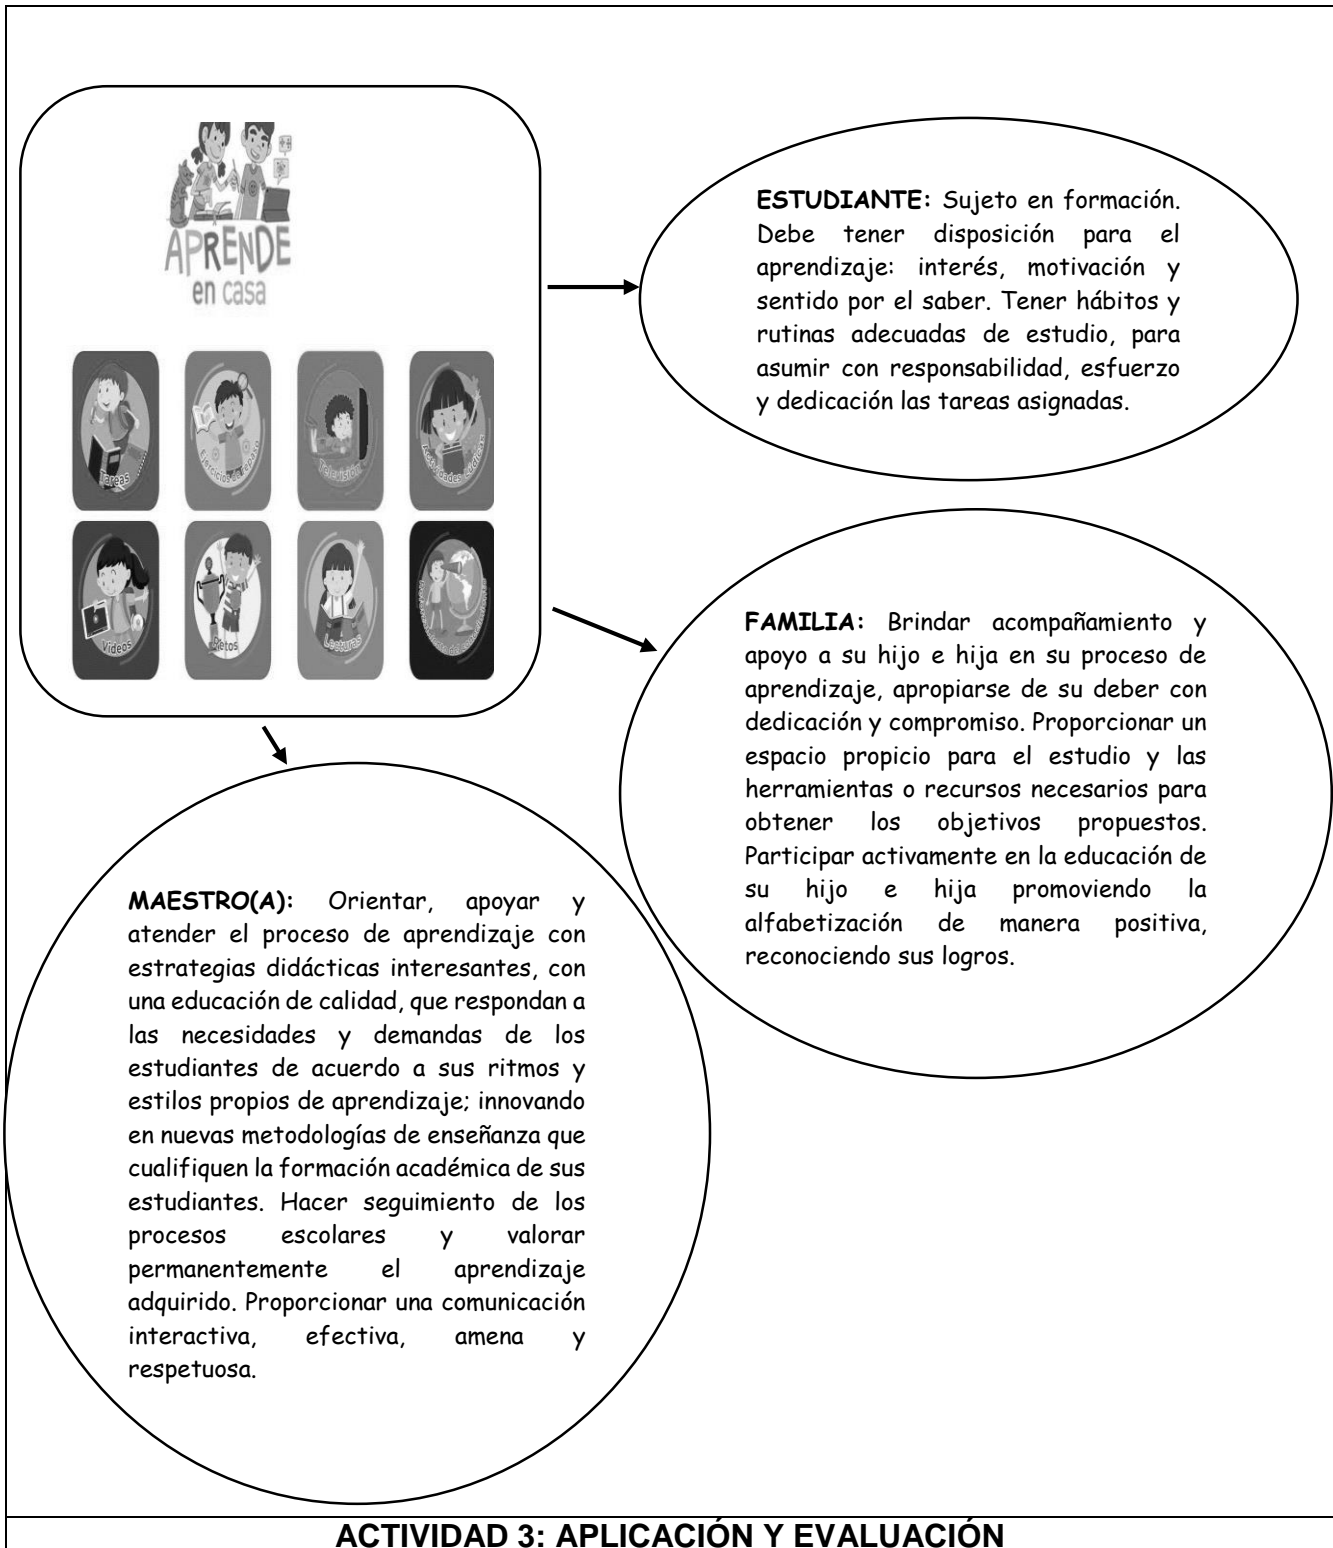 APRENDE
en casa
Tareas
Ejercicios de repaso
Televisión
Videos
Retos
Lecturas
ESTUDIANTE: Sujeto en formación.
Debe tener disposición para el
aprendizaje: interés, motivación y
sentido por el saber. Tener hábitos y
rutinas adecuadas de estudio, para
asumir con responsabilidad, esfuerzo
y dedicación las tareas asignadas.
FAMILIA: Brindar acompañamiento y
apoyo a su hijo e hija en su proceso de
aprendizaje, apropiarse de su deber con
dedicación y compromiso. Proporcionar un
espacio propicio para el estudio y las
herramientas o recursos necesarios para
obtener los objetivos propuestos.
Participar activamente en la educación de
su hijo e hija promoviendo la
alfabetización de manera positiva,
reconociendo sus logros.
MAESTRO(A): Orientar, apoyar y
atender el proceso de aprendizaje con
estrategias didácticas interesantes, con
una educación de calidad, que respondan a
las necesidades y demandas de los
estudiantes de acuerdo a sus ritmos y
estilos propios de aprendizaje; innovando
en nuevas metodologías de enseñanza que
cualifiquen la formación académica de sus
estudiantes. Hacer seguimiento de los
procesos escolares y valorar
permanentemente el aprendizaje
adquirido. Proporcionar una comunicación
interactiva, efectiva, amena y
respetuosa.
ACTIVIDAD 3: APLICACIÓN Y EVALUACIÓN